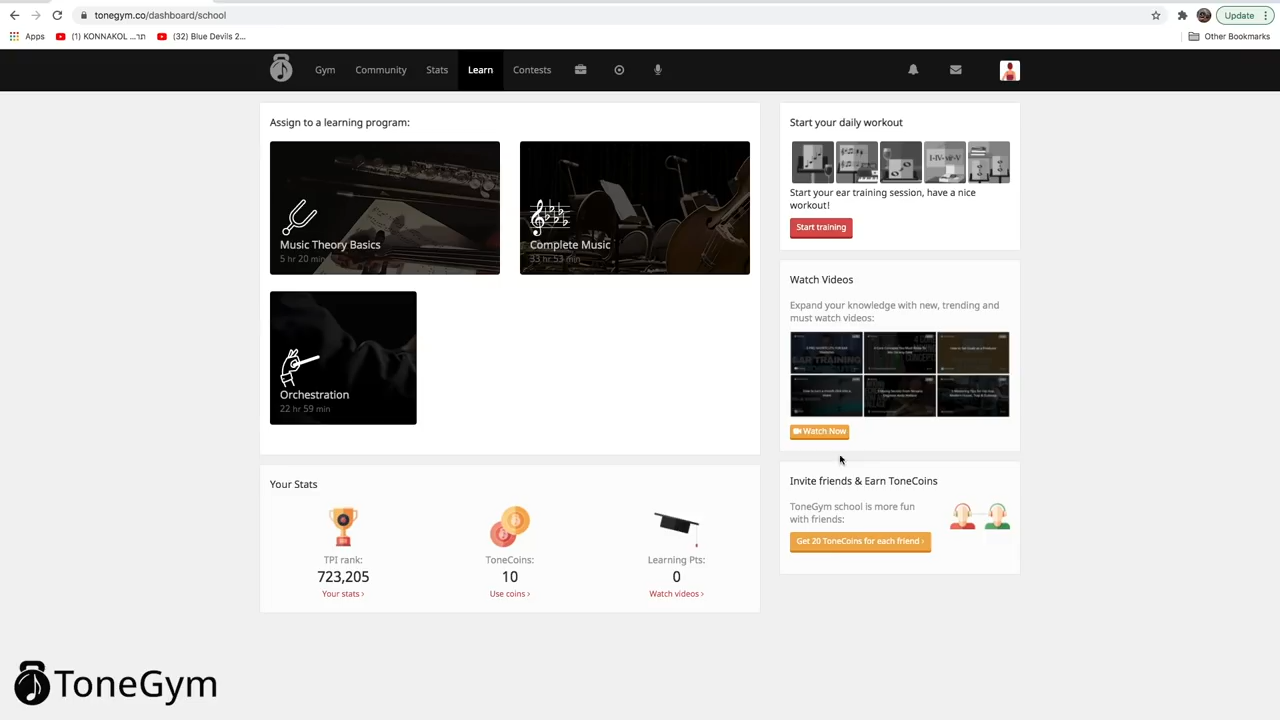 tonegym.co/dashboard/school
Update
Apps
(1) KONNAKOL ...תר
(32) Blue Devils 2...
Other Bookmarks
Gym
Community
Stats
Learn
Contests
Assign to a learning program:
Music Theory Basics
5 hr 20 min
Complete Music
33 hr 53 min
Orchestration
22 hr 59 min
Your Stats
TPI rank:
723,205
Your stats ›
ToneCoins:
10
Use coins ›
Learning Pts:
0
Watch videos ›
Start your daily workout
I-IV-vi-V
Start your ear training session, have a nice
workout!
Start training
Watch Videos
Expand your knowledge with new, trending and
must watch videos:
Watch Now
Invite friends & Earn ToneCoins
ToneGym school is more fun
with friends:
Get 20 ToneCoins for each friend ›
ToneGym